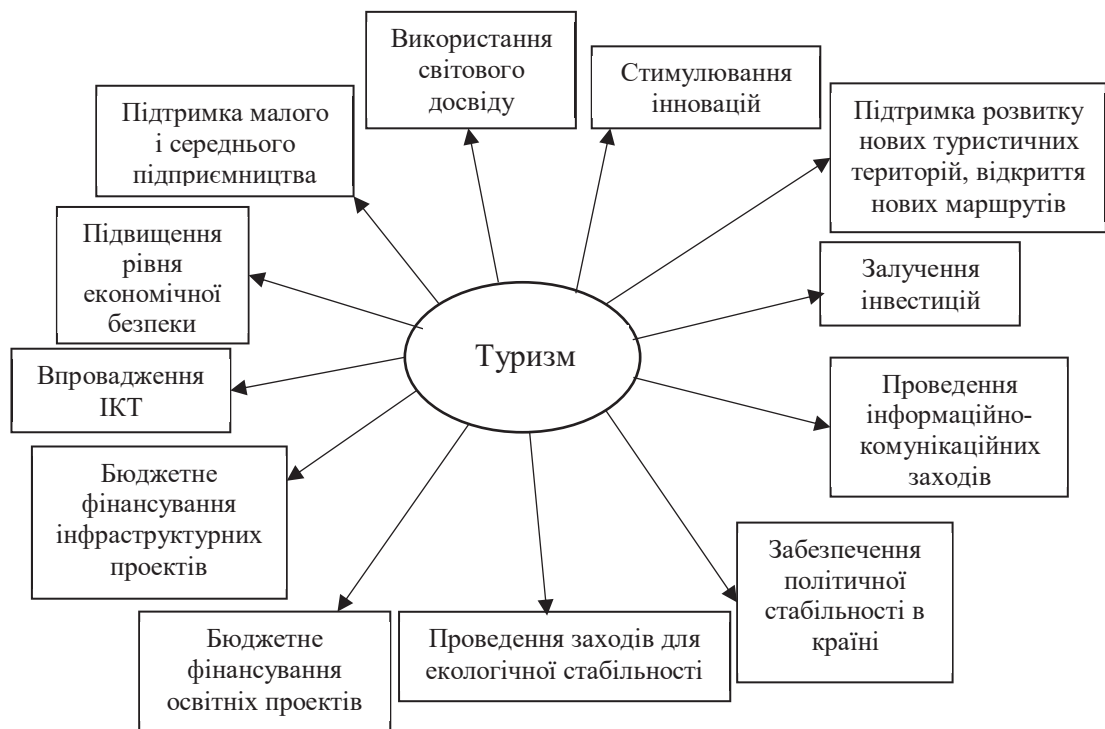 Використання
світового
досвіду
Стимулювання
інновацій
Підтримка розвитку
нових туристичних
територій, відкриття
нових маршрутів
Підтримка малого
і середнього
підприємництва
Підвищення
рівня
економічної
безпеки
Залучення
інвестицій
Туризм
Впровадження
ІКТ
Проведення
інформаційно-
комунікаційних
заходів
Бюджетне
фінансування
інфраструктурних
проектів
Забезпечення
політичної
стабільності в
країні
Бюджетне
фінансування
освітніх проектів
Проведення заходів для
екологічної стабільності